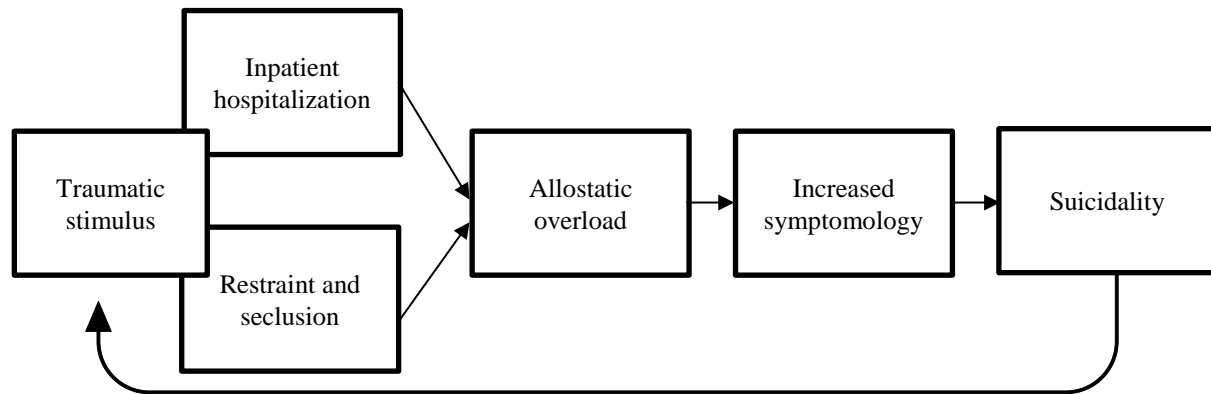 Inpatient
hospitalization
Traumatic
stimulus
Restraint and
seclusion
Allostatic
overload
Increased
symptomology
Suicidality